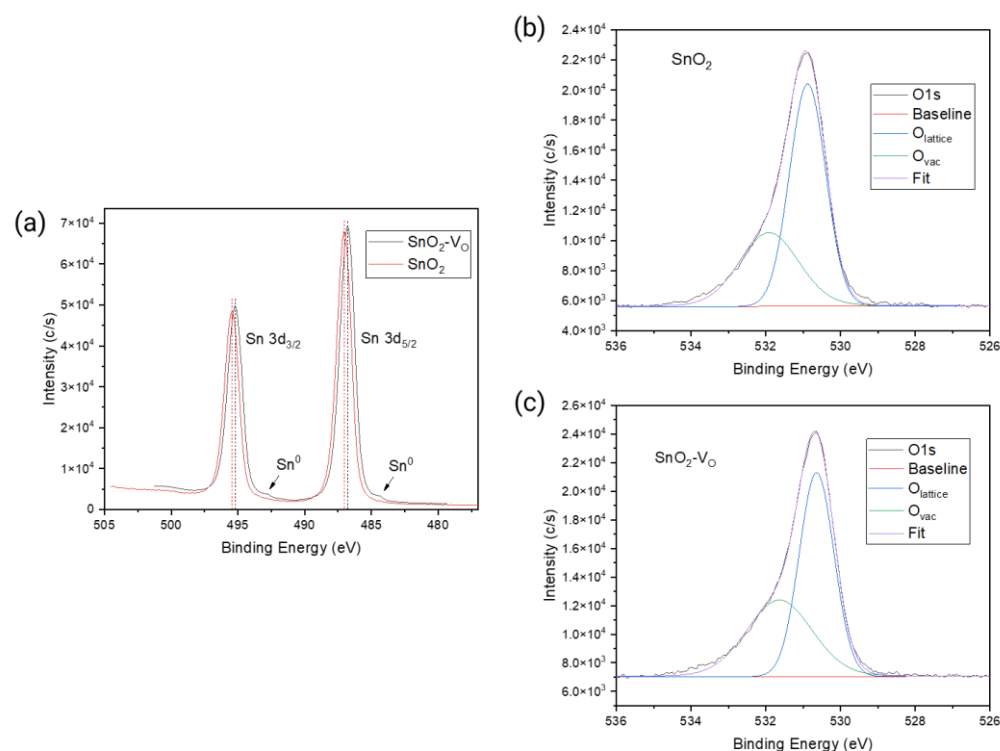 (a)
7×10⁴
6×10⁴
5×10⁴
4×10⁴
3×10⁴
2×10⁴
1×10⁴
0
Intensity (c/s)
SnO₂-V_O
SnO₂
Sn 3d₃/₂
Sn 3d₅/₂
Sn⁰
Sn⁰
505 500 495 490 485 480
Binding Energy (eV)
(b)
2.4×10⁴
2.2×10⁴
2.0×10⁴
1.8×10⁴
1.6×10⁴
1.4×10⁴
1.2×10⁴
1.0×10⁴
8.0×10³
6.0×10³
4.0×10³
Intensity (c/s)
SnO₂
O1s
Baseline
O_lattice
O_vac
Fit
536 534 532 530 528 526
Binding Energy (eV)
(c)
2.6×10⁴
2.4×10⁴
2.2×10⁴
2.0×10⁴
1.8×10⁴
1.6×10⁴
1.4×10⁴
1.2×10⁴
1.0×10⁴
8.0×10³
6.0×10³
Intensity (c/s)
SnO₂-V_O
O1s
Baseline
O_lattice
O_vac
Fit
536 534 532 530 528 526
Binding Energy (eV)